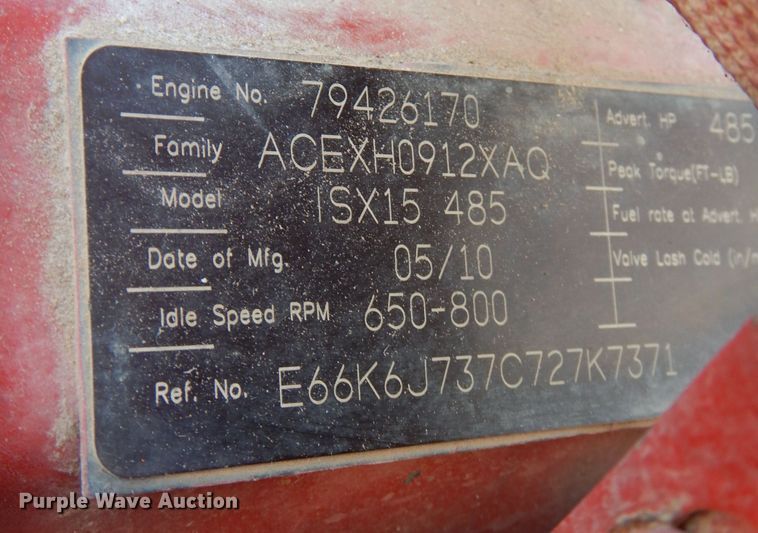 Engine No. 79426170
Family ACEXH0912XAQ
Model ISX15 485
Date of Mfg. 05/10
Idle Speed RPM 650-800
Ref. No. E66K6J737C727K7371
Advert. HP 485
Peak Torque(FT-LB)
Fuel rate at Advert. H
Valve Lash Cold (in/m
Purple Wave Auction